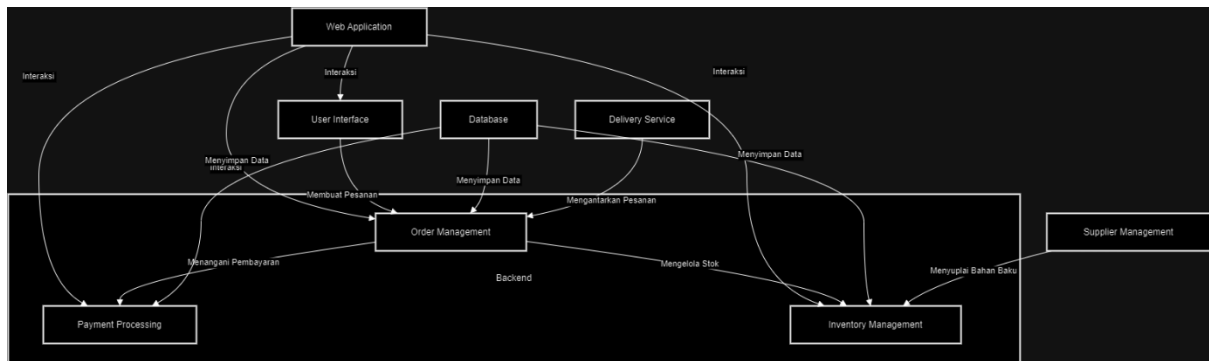 Web Application
Interaksi
Interaksi
Interaksi
User Interface
Database
Delivery Service
Menyimpan Data
Interaksi
Menyimpan Data
Menyimpan Data
Membuat Pesanan
Mengantarkan Pesanan
Order Management
Supplier Management
Menangani Pembayaran
Mengelola Stok
Menyuplai Bahan Baku
Backend
Payment Processing
Inventory Management